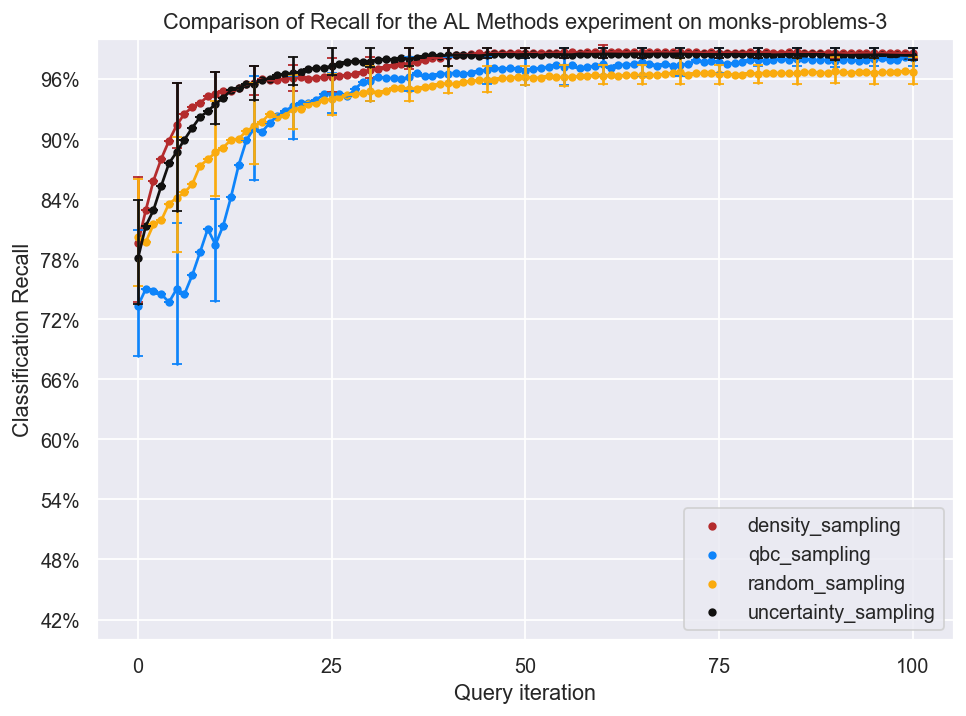 Comparison of Recall for the AL Methods experiment on monks-problems-3
Classification Recall
96%
90%
84%
78%
72%
66%
60%
54%
48%
42%
density_sampling
qbc_sampling
random_sampling
uncertainty_sampling
0
25
50
75
100
Query iteration